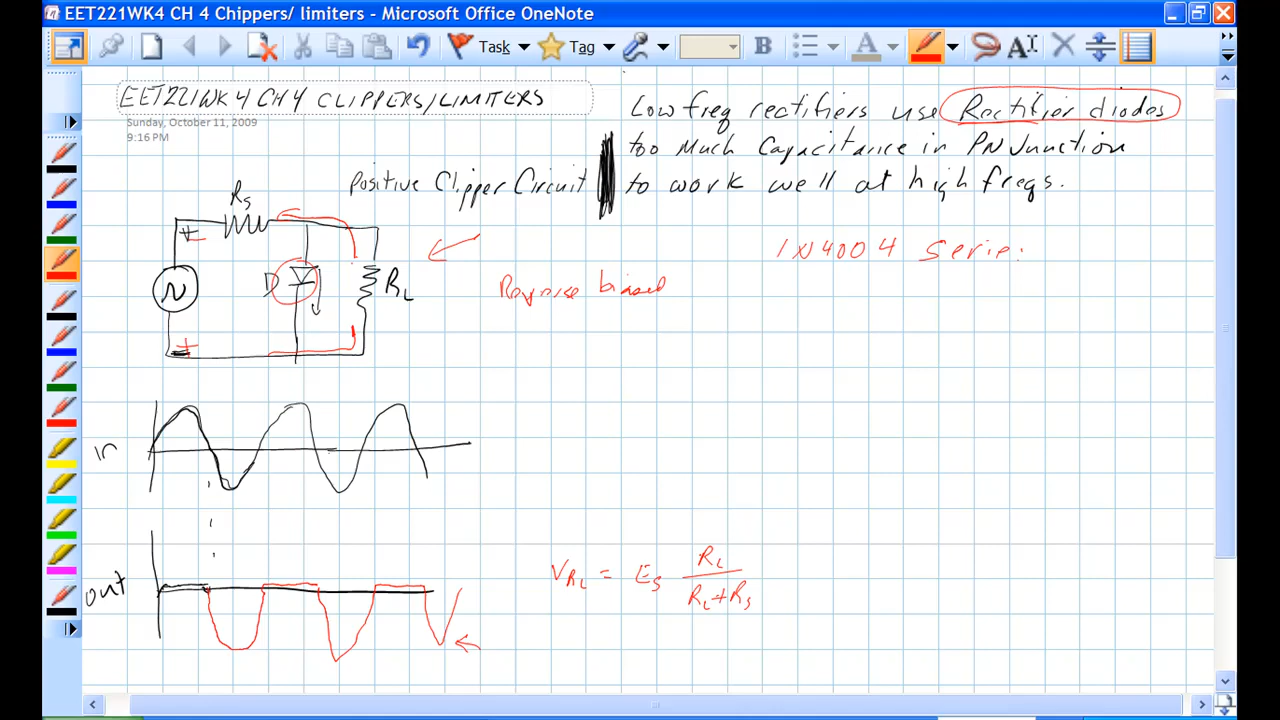 EET221WK4 CH 4 Chippers/ limiters - Microsoft Office OneNote
Task
Tag
B
A
A
EET221WK4 CH4 CLIPPERS/LIMITERS
Sunday, October 11, 2009
9:16 PM
Low freq rectifiers use Rectifier diodes
too Much Capacitance in PN Junction
to work well at high freqs.
Positive Clipper Circuit
1N4004 Serie
Rs
+
D
RL
Reverse biased
+
in
out
VRL = Es RL / RL+Rs